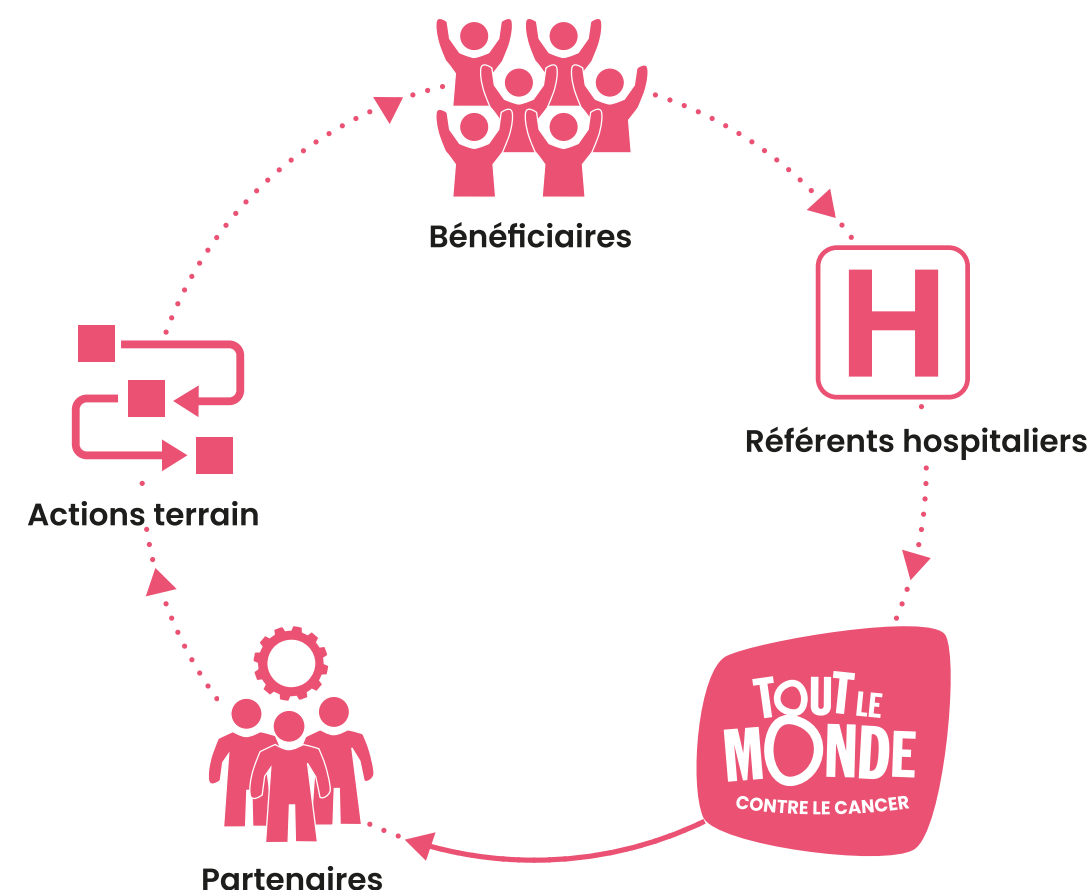 Bénéficiaires
H
Référents hospitaliers
Actions terrain
TOUT LE
MONDE
CONTRE LE CANCER
Partenaires